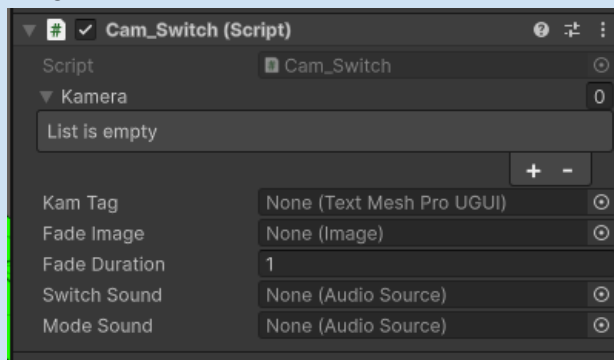 Cam_Switch (Script)
Script Cam_Switch
Kamera 0
List is empty
+ -
Kam Tag None (Text Mesh Pro UGUI)
Fade Image None (Image)
Fade Duration 1
Switch Sound None (Audio Source)
Mode Sound None (Audio Source)